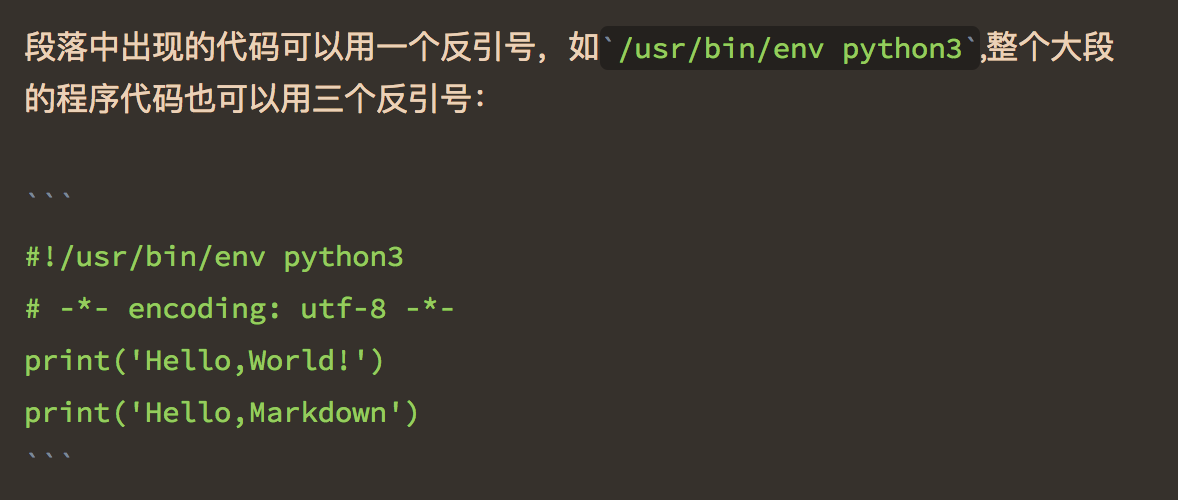 段落中出现的代码可以用一个反引号，如`/usr/bin/env python3`,整个大段
的程序代码也可以用三个反引号：
```
#!/usr/bin/env python3
# -*- encoding: utf-8 -*-
print('Hello,World!')
print('Hello,Markdown')
```